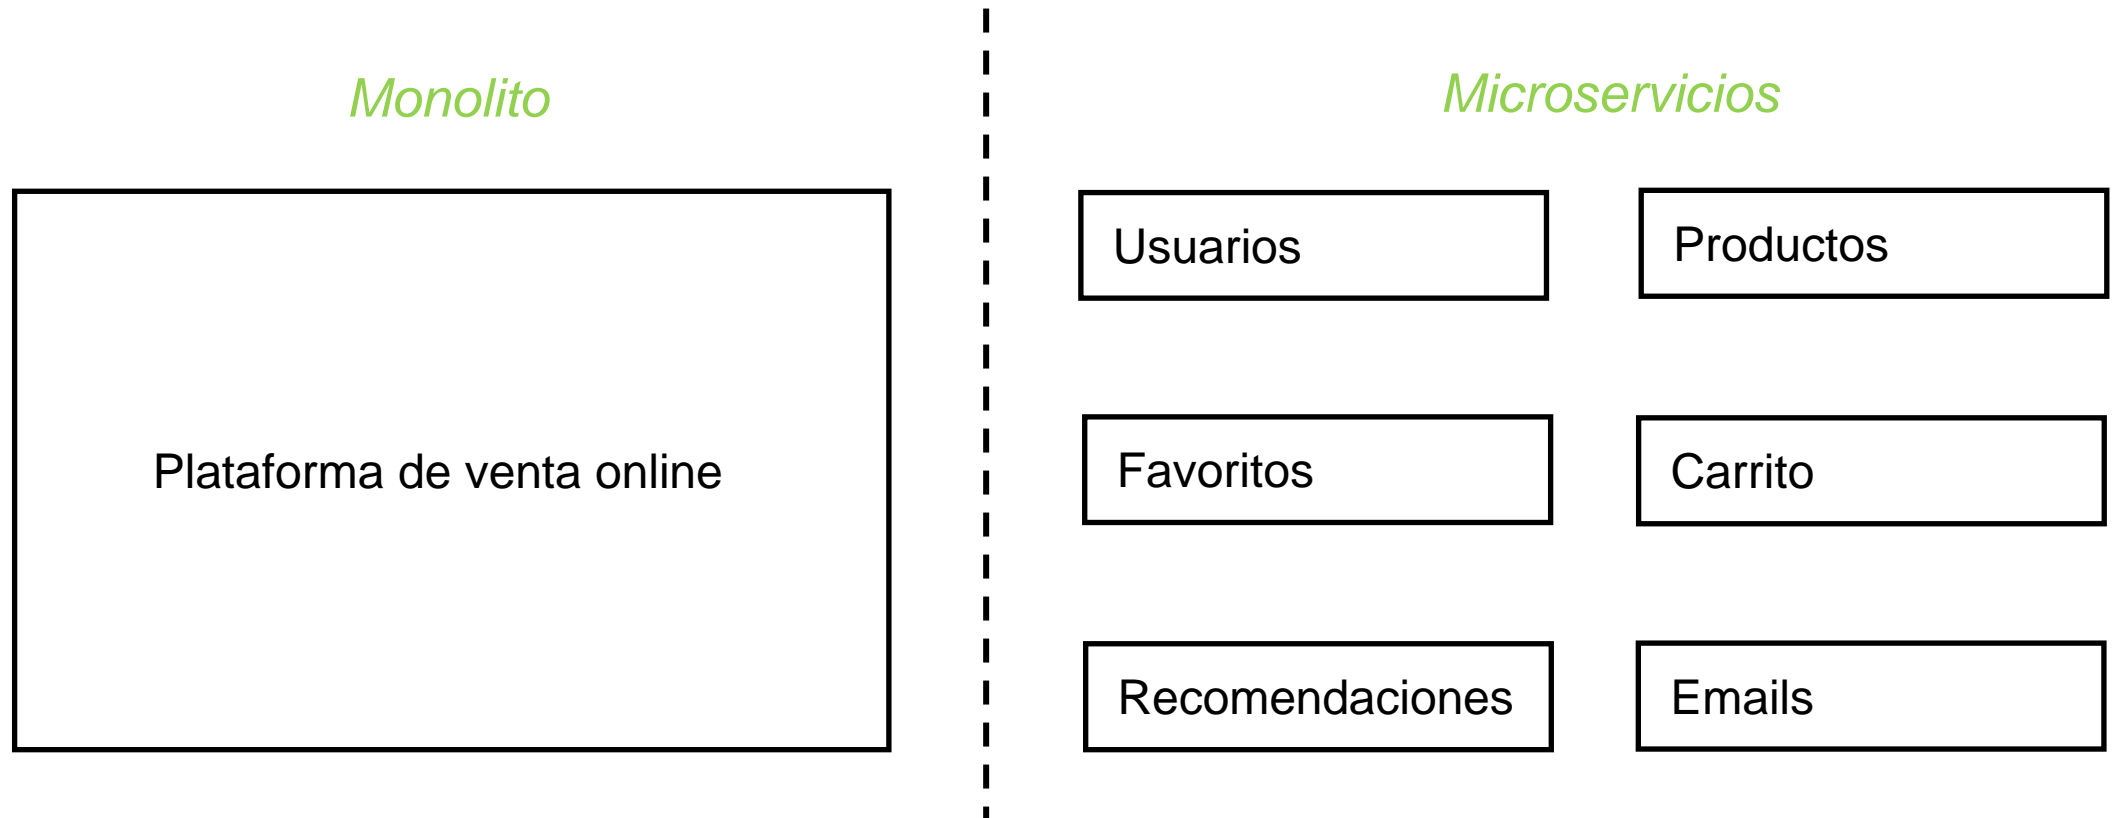 Monolito
Plataforma de venta online
Microservicios
Usuarios
Productos
Favoritos
Carrito
Recomendaciones
Emails